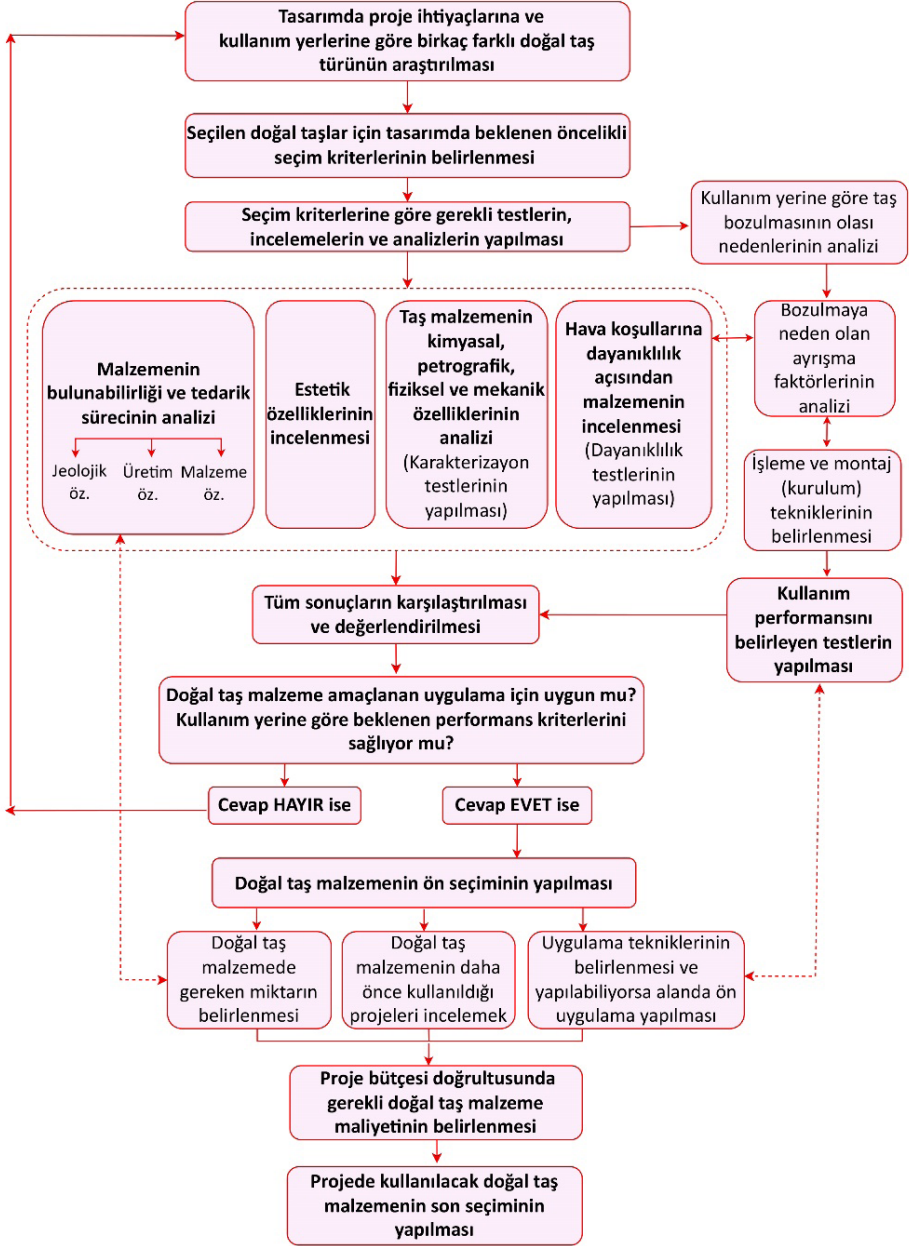 Tasarımda proje ihtiyaçlarına ve
kullanım yerlerine göre birkaç farklı doğal taş
türünün araştırılması
Seçilen doğal taşlar için tasarımda beklenen öncelikli
seçim kriterlerinin belirlenmesi
Seçim kriterlerine göre gerekli testlerin,
incelemelerin ve analizlerin yapılması
Kullanım yerine göre taş
bozulmasının olası
nedenlerinin analizi
Malzemenin
bulunabilirliği ve tedarik
sürecinin analizi
Jeolojik
öz.
Üretim
öz.
Malzeme
öz.
Estetik
özelliklerinin
incelenmesi
Taş malzemenin
kimyasal,
petrografik,
fiziksel ve mekanik
özelliklerinin
analizi
(Karakterizayon
testlerinin
yapılması)
Hava koşullarına
dayanıklılık
açısından
malzemenin
incelenmesi
(Dayanıklılık
testlerinin
yapılması)
Bozulmaya
neden olan
ayrışma
faktörlerinin
analizi
İşleme ve montaj
(kurulum)
tekniklerinin
belirlenmesi
Kullanım
performansını
belirleyen testlerin
yapılması
Tüm sonuçların karşılaştırılması
ve değerlendirilmesi
Doğal taş malzeme amaçlanan uygulama için uygun mu?
Kullanım yerine göre beklenen performans kriterlerini
sağlıyor mu?
Cevap HAYIR ise
Cevap EVET ise
Doğal taş malzemenin ön seçiminin yapılması
Doğal taş
malzemede
gereken miktarın
belirlenmesi
Doğal taş
malzemenin daha
önce kullanıldığı
projeleri incelemek
Uygulama tekniklerinin
belirlenmesi ve
yapılabiliyorsa alanda ön
uygulama yapılması
Proje bütçesi doğrultusunda
gerekli doğal taş malzeme
maliyetinin belirlenmesi
Projede kullanılacak doğal taş
malzemenin son seçiminin
yapılması